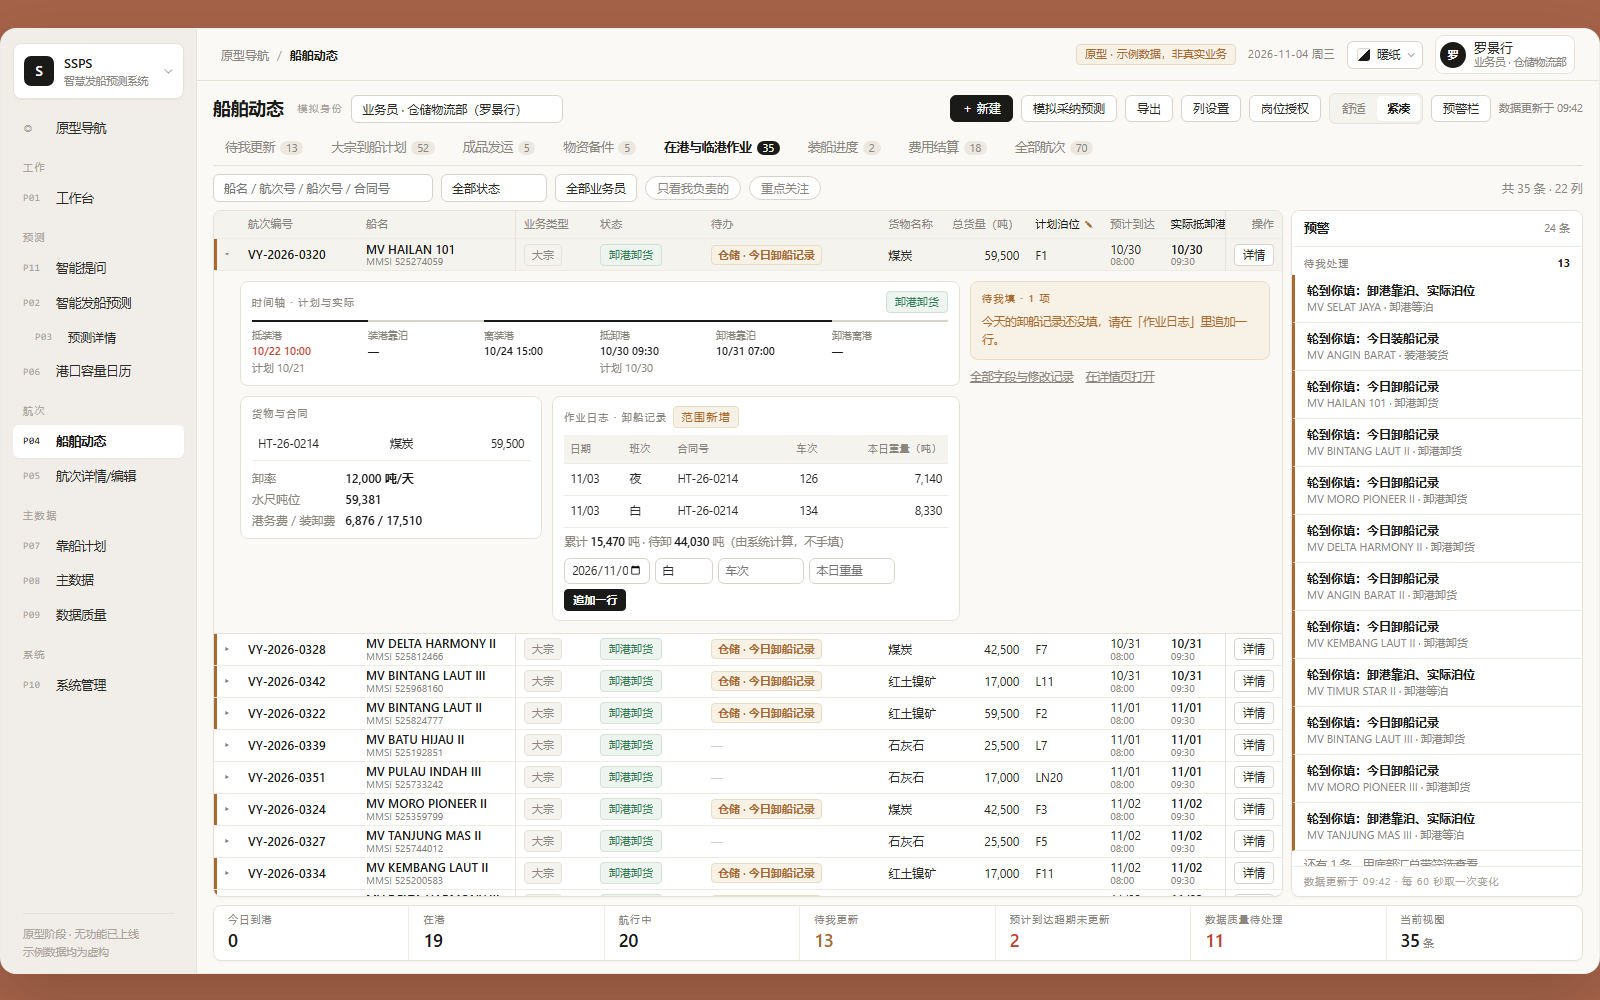 S
SSPS
智慧发船预测系统
原型导航
工作
P01 工作台
预测
P11 智能提问
P02 智能发船预测
P03 预测详情
P06 港口容量日历
航次
P04 船舶动态
P05 航次详情/编辑
主数据
P07 靠船计划
P08 主数据
P09 数据质量
系统
P10 系统管理
原型阶段 · 无功能已上线
示例数据均为虚构
原型导航 / 船舶动态
原型 · 示例数据，非真实业务
2026-11-04 周三
暖纸
罗
罗景行
业务员 · 仓储物流部
船舶动态 模拟身份 业务员 · 仓储物流部（罗景行）
+ 新建 模拟采纳预测 导出 列设置 岗位授权 舒适 紧凑 预警栏 数据更新于 09:42
待我更新 13 大宗到船计划 52 成品发运 5 物资备件 5 在港与临港作业 35 装船进度 2 费用结算 18 全部航次 70
船名 / 航次号 / 船次号 / 合同号 全部状态 全部业务员 只看我负责的 重点关注 共 35 条 · 22 列
航次编号 船名 业务类型 状态 待办 货物名称 总货量（吨） 计划泊位 预计到达 实际抵卸港 操作
VY-2026-0320 MV HAILAN 101 大宗 卸港卸货 仓储 · 今日卸船记录 煤炭 59,500 F1 10/30 10/30 详情
MMSI 525274059 08:00 09:30
时间轴 · 计划与实际 卸港卸货
抵装港 装港靠泊 离装港 抵卸港 卸港靠泊 卸港离港
10/22 10:00 — 10/24 15:00 10/30 09:30 10/31 07:00 —
计划 10/21 计划 10/30
待我填 · 1 项
今天的卸船记录还没填，请在「作业日志」里追加一
行。
全部字段与修改记录 在详情页打开
货物与合同
HT-26-0214 煤炭 59,500
卸率 12,000 吨/天
水尺吨位 59,381
港务费 / 装卸费 6,876 / 17,510
作业日志 · 卸船记录 范围新增
日期 班次 合同号 车次 本日重量（吨）
11/03 夜 HT-26-0214 126 7,140
11/03 白 HT-26-0214 134 8,330
累计 15,470 吨 · 待卸 44,030 吨（由系统计算，不手填）
2026/11/0 白 车次 本日重量
追加一行
VY-2026-0328 MV DELTA HARMONY II 大宗 卸港卸货 仓储 · 今日卸船记录 煤炭 42,500 F7 10/31 10/31 详情
MMSI 525812466 08:00 09:30
VY-2026-0342 MV BINTANG LAUT III 大宗 卸港卸货 仓储 · 今日卸船记录 红土镍矿 17,000 L11 10/31 10/31 详情
MMSI 525968160 08:00 09:30
VY-2026-0322 MV BINTANG LAUT II 大宗 卸港卸货 仓储 · 今日卸船记录 红土镍矿 59,500 F2 11/01 11/01 详情
MMSI 525824777 08:00 09:30
VY-2026-0339 MV BATU HIJAU II 大宗 卸港卸货 — 石灰石 25,500 L7 11/01 11/01 详情
MMSI 525192851 08:00 09:30
VY-2026-0351 MV PULAU INDAH III 大宗 卸港卸货 — 石灰石 17,000 LN20 11/01 11/01 详情
MMSI 525733242 08:00 09:30
VY-2026-0324 MV MORO PIONEER II 大宗 卸港卸货 仓储 · 今日卸船记录 煤炭 42,500 F3 11/02 11/02 详情
MMSI 525359799 08:00 09:30
VY-2026-0327 MV TANJUNG MAS II 大宗 卸港卸货 — 石灰石 25,500 F5 11/02 11/02 详情
MMSI 525744012 08:00 09:30
VY-2026-0334 MV KEMBANG LAUT II 大宗 卸港卸货 仓储 · 今日卸船记录 红土镍矿 17,000 F11 11/02 11/02 详情
MMSI 525200583 08:00 09:30
预警 24 条
待我处理 13
轮到你填：卸港靠泊、实际泊位
MV SELAT JAYA · 卸港等泊
轮到你填：今日装船记录
MV ANGIN BARAT · 装港装货
轮到你填：今日卸船记录
MV HAILAN 101 · 卸港卸货
轮到你填：今日卸船记录
MV BINTANG LAUT II · 卸港卸货
轮到你填：今日卸船记录
MV MORO PIONEER II · 卸港卸货
轮到你填：今日卸船记录
MV DELTA HARMONY II · 卸港卸货
轮到你填：今日卸船记录
MV ANGIN BARAT II · 卸港卸货
轮到你填：今日卸船记录
MV KEMBANG LAUT II · 卸港卸货
轮到你填：卸港靠泊、实际泊位
MV TIMUR STAR II · 卸港等泊
轮到你填：今日卸船记录
MV BINTANG LAUT III · 卸港卸货
轮到你填：今日卸船记录
MV MORO PIONEER III · 卸港卸货
轮到你填：卸港靠泊、实际泊位
MV TANJUNG MAS III · 卸港等泊
还有 1 条，用底部汇总带筛选查看
数据更新于 09:42 · 每 60 秒取一次变化
今日到港 在港 航行中 待我更新 预计到达超期未更新 数据质量待处理 当前视图
0 19 20 13 2 11 35 条